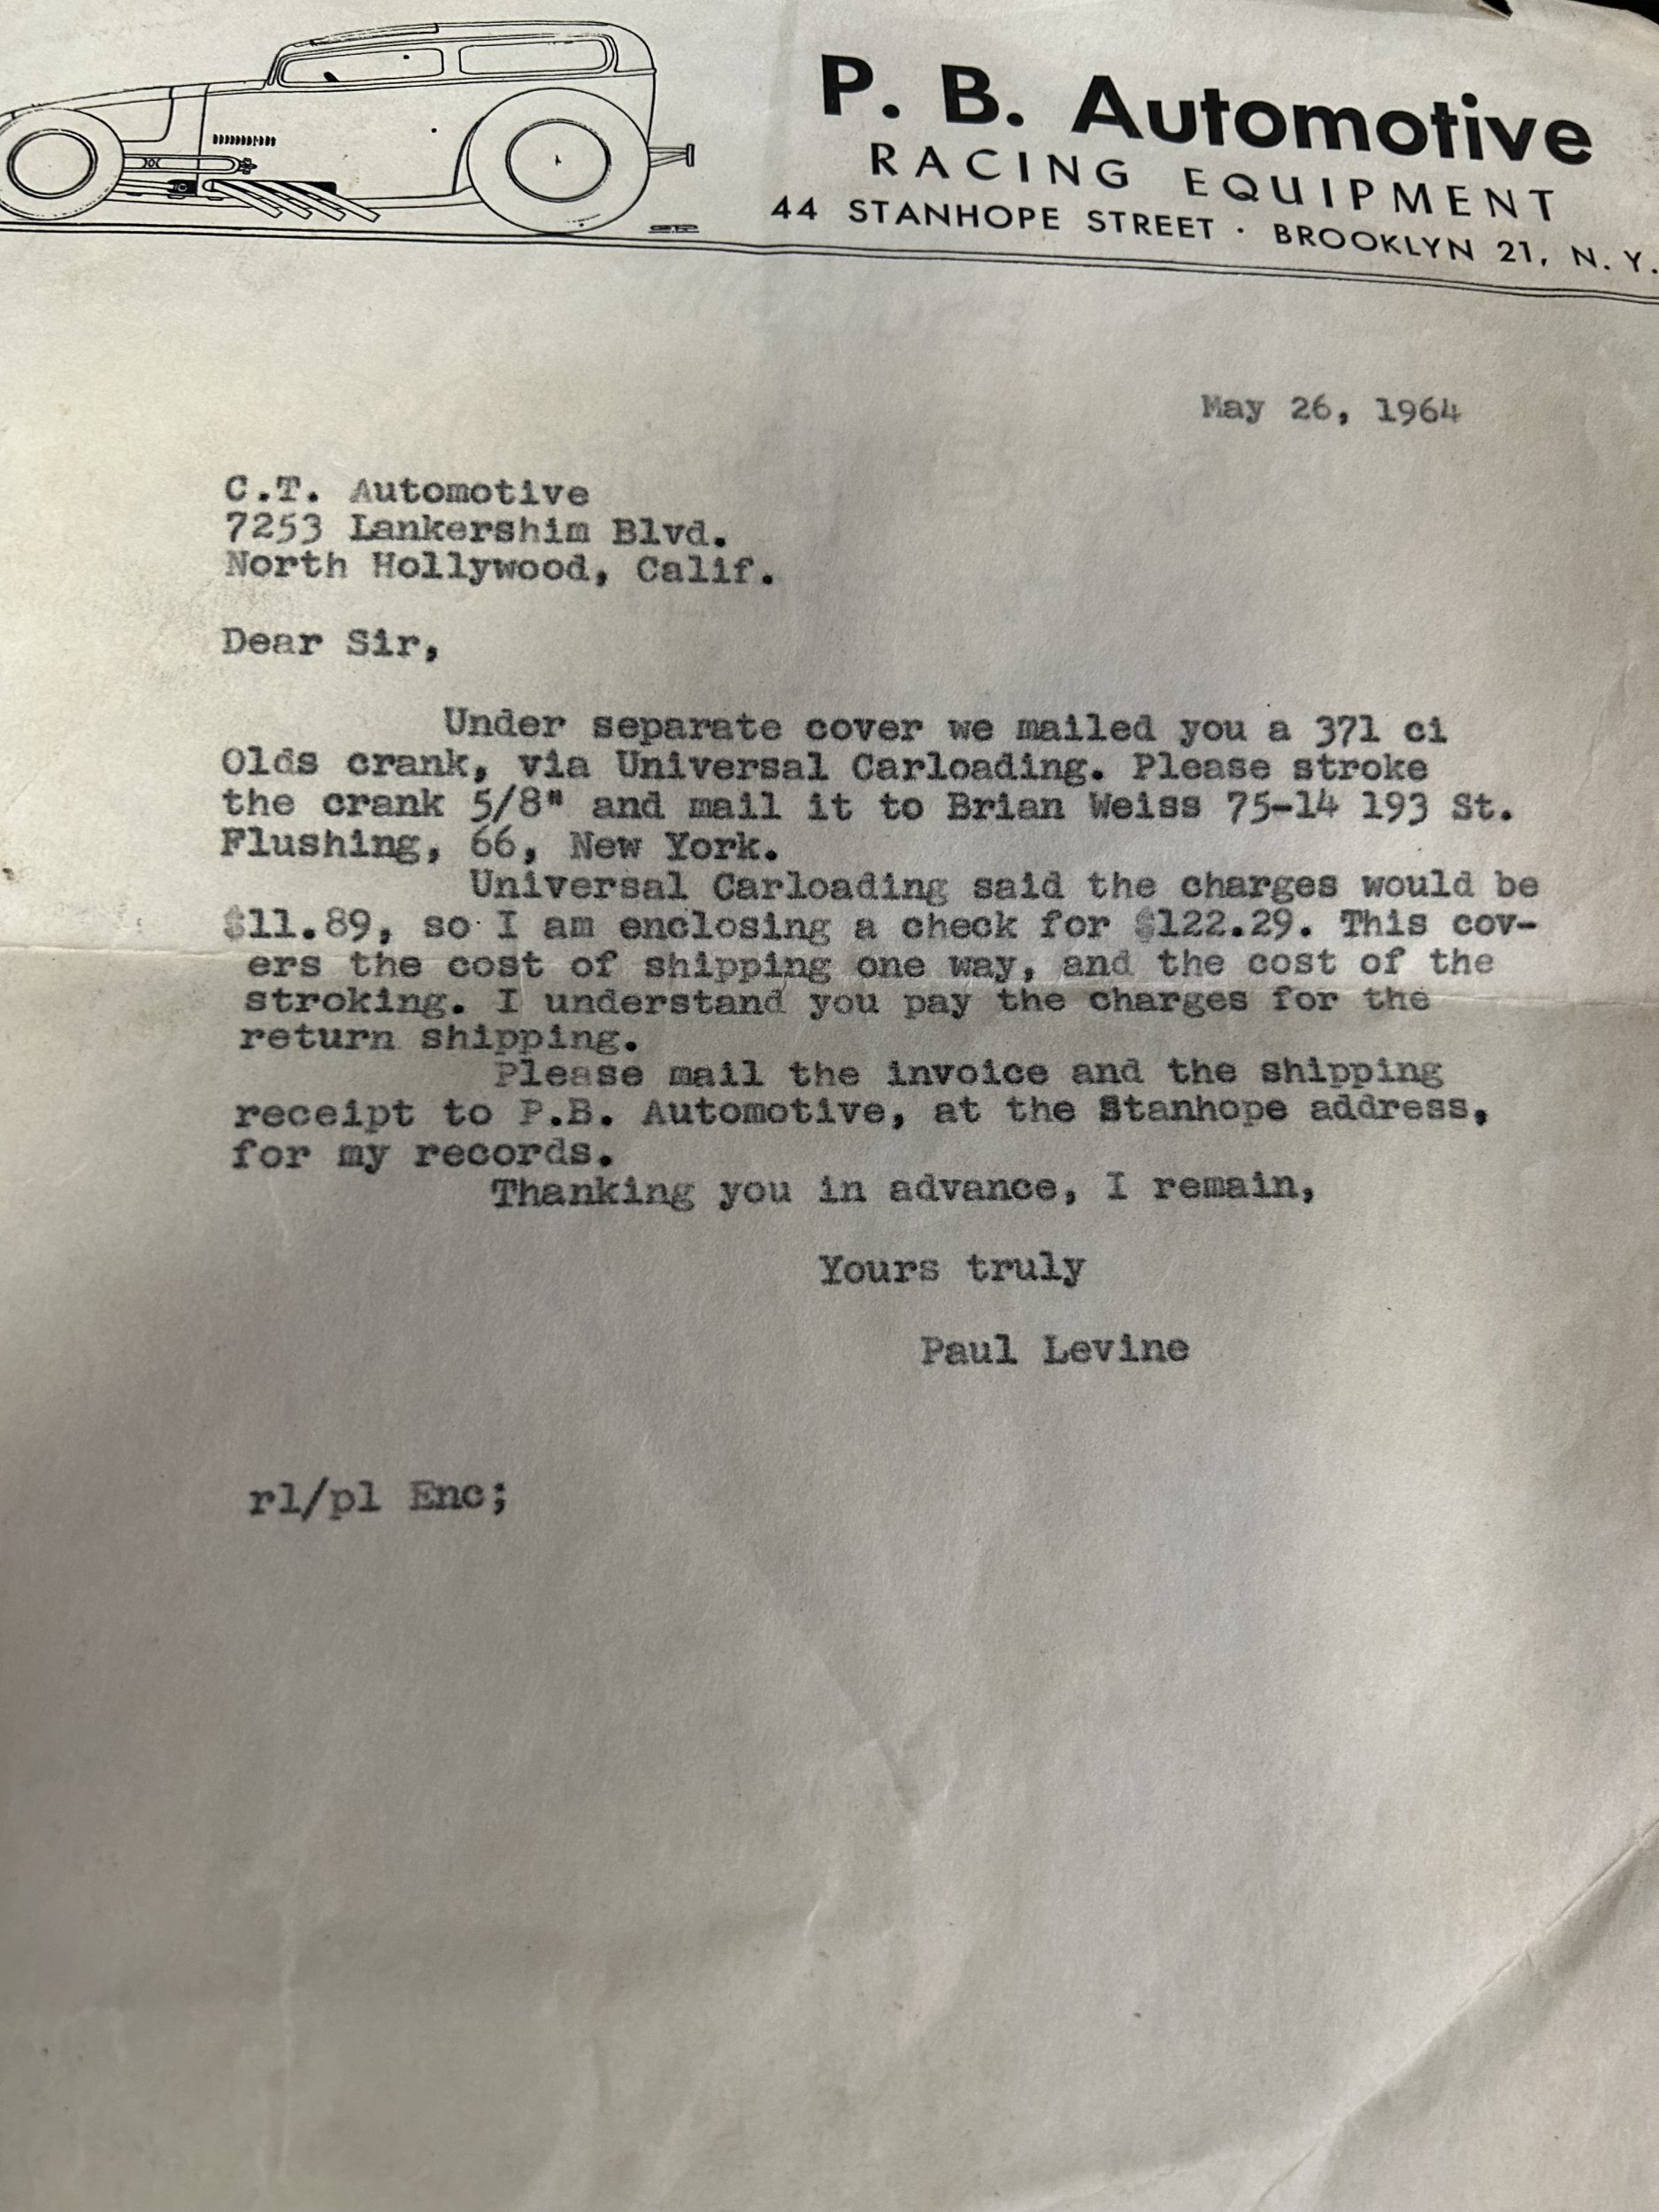 P. B. Automotive
RACING EQUIPMENT
44 STANHOPE STREET · BROOKLYN 21, N. Y.
May 26, 1964
C.T. Automotive
7253 Lankershim Blvd.
North Hollywood, Calif.
Dear Sir,
Under separate cover we mailed you a 371 ci
Olds crank, via Universal Carloading. Please stroke
the crank 5/8" and mail it to Brian Weiss 75-14 193 St.
Flushing, 66, New York.
Universal Carloading said the charges would be
$11.89, so I am enclosing a check for $122.29. This cov-
ers the cost of shipping one way, and the cost of the
stroking. I understand you pay the charges for the
return shipping.
Please mail the invoice and the shipping
receipt to P.B. Automotive, at the Stanhope address,
for my records.
Thanking you in advance, I remain,
Yours truly
Paul Levine
rl/pl Enc;